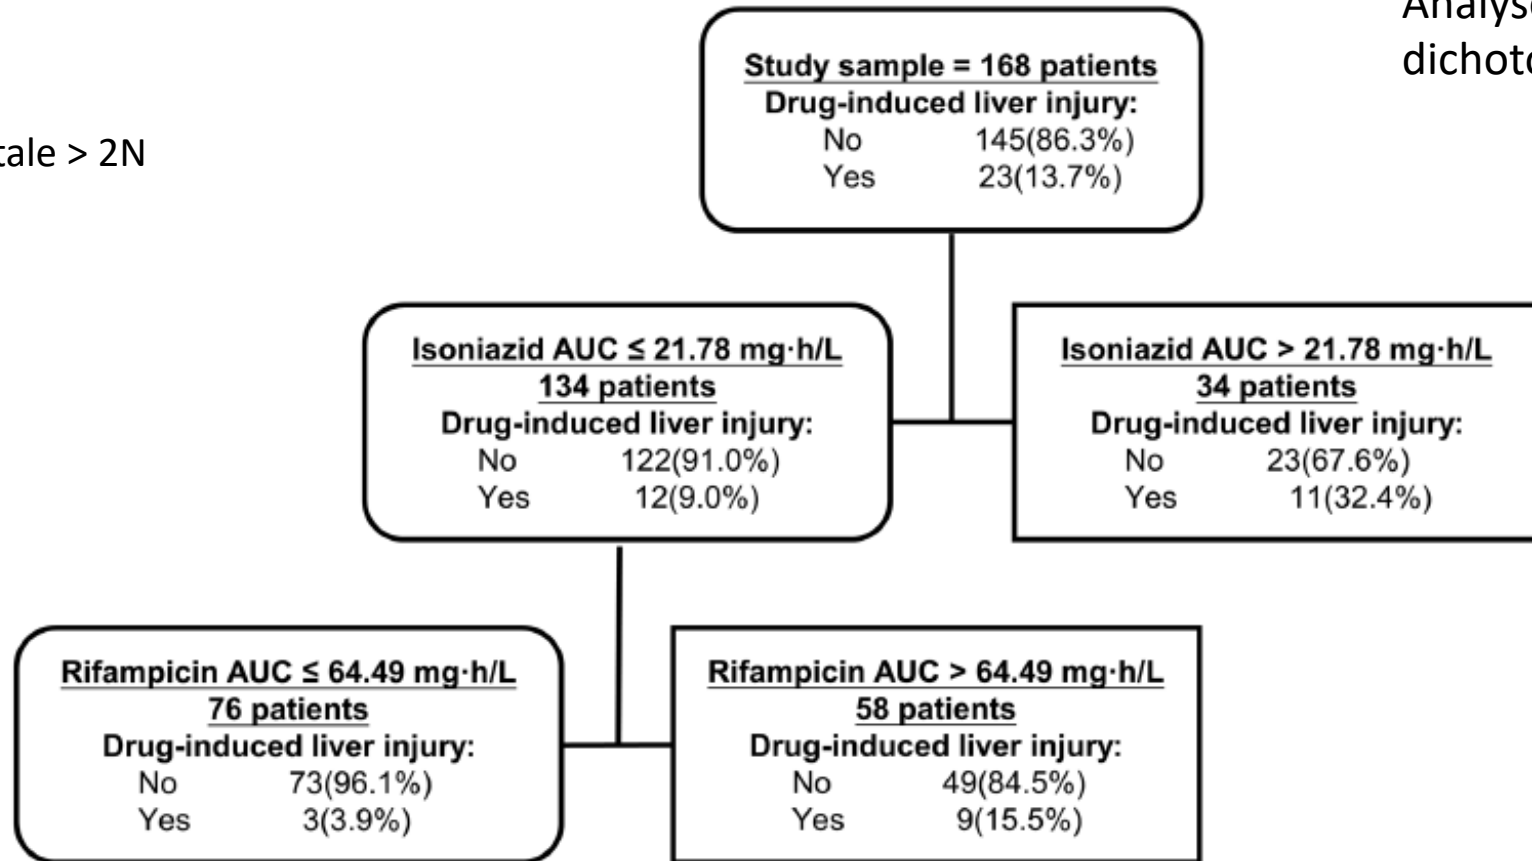 Analyse
dichoto
tale > 2N
Study sample = 168 patients
Drug-induced liver injury:
No 145(86.3%)
Yes 23(13.7%)
Isoniazid AUC ≤ 21.78 mg·h/L
134 patients
Drug-induced liver injury:
No 122(91.0%)
Yes 12(9.0%)
Isoniazid AUC > 21.78 mg·h/L
34 patients
Drug-induced liver injury:
No 23(67.6%)
Yes 11(32.4%)
Rifampicin AUC ≤ 64.49 mg·h/L
76 patients
Drug-induced liver injury:
No 73(96.1%)
Yes 3(3.9%)
Rifampicin AUC > 64.49 mg·h/L
58 patients
Drug-induced liver injury:
No 49(84.5%)
Yes 9(15.5%)